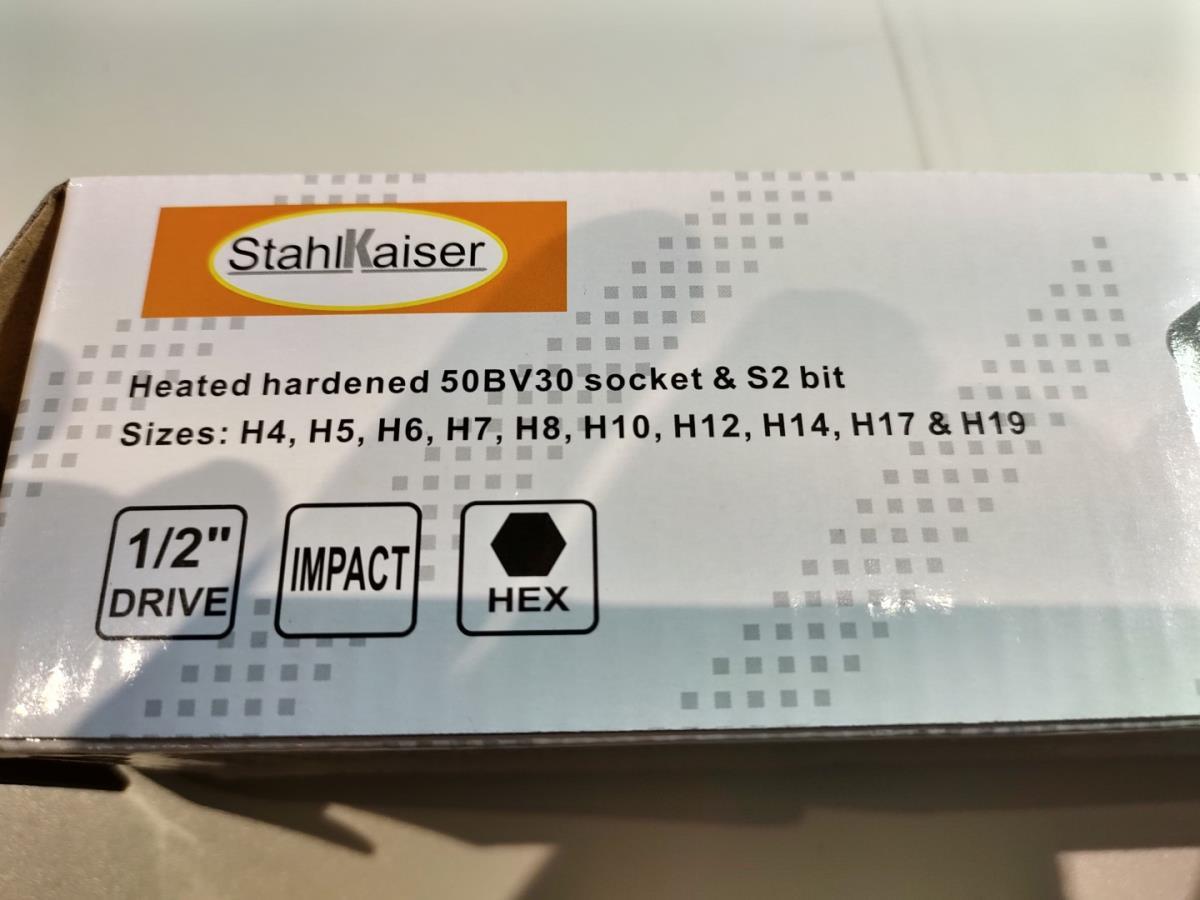 StahlKaiser
Heated hardened 50BV30 socket & S2 bit
Sizes: H4, H5, H6, H7, H8, H10, H12, H14, H17 & H19
1/2"
DRIVE
IMPACT
HEX